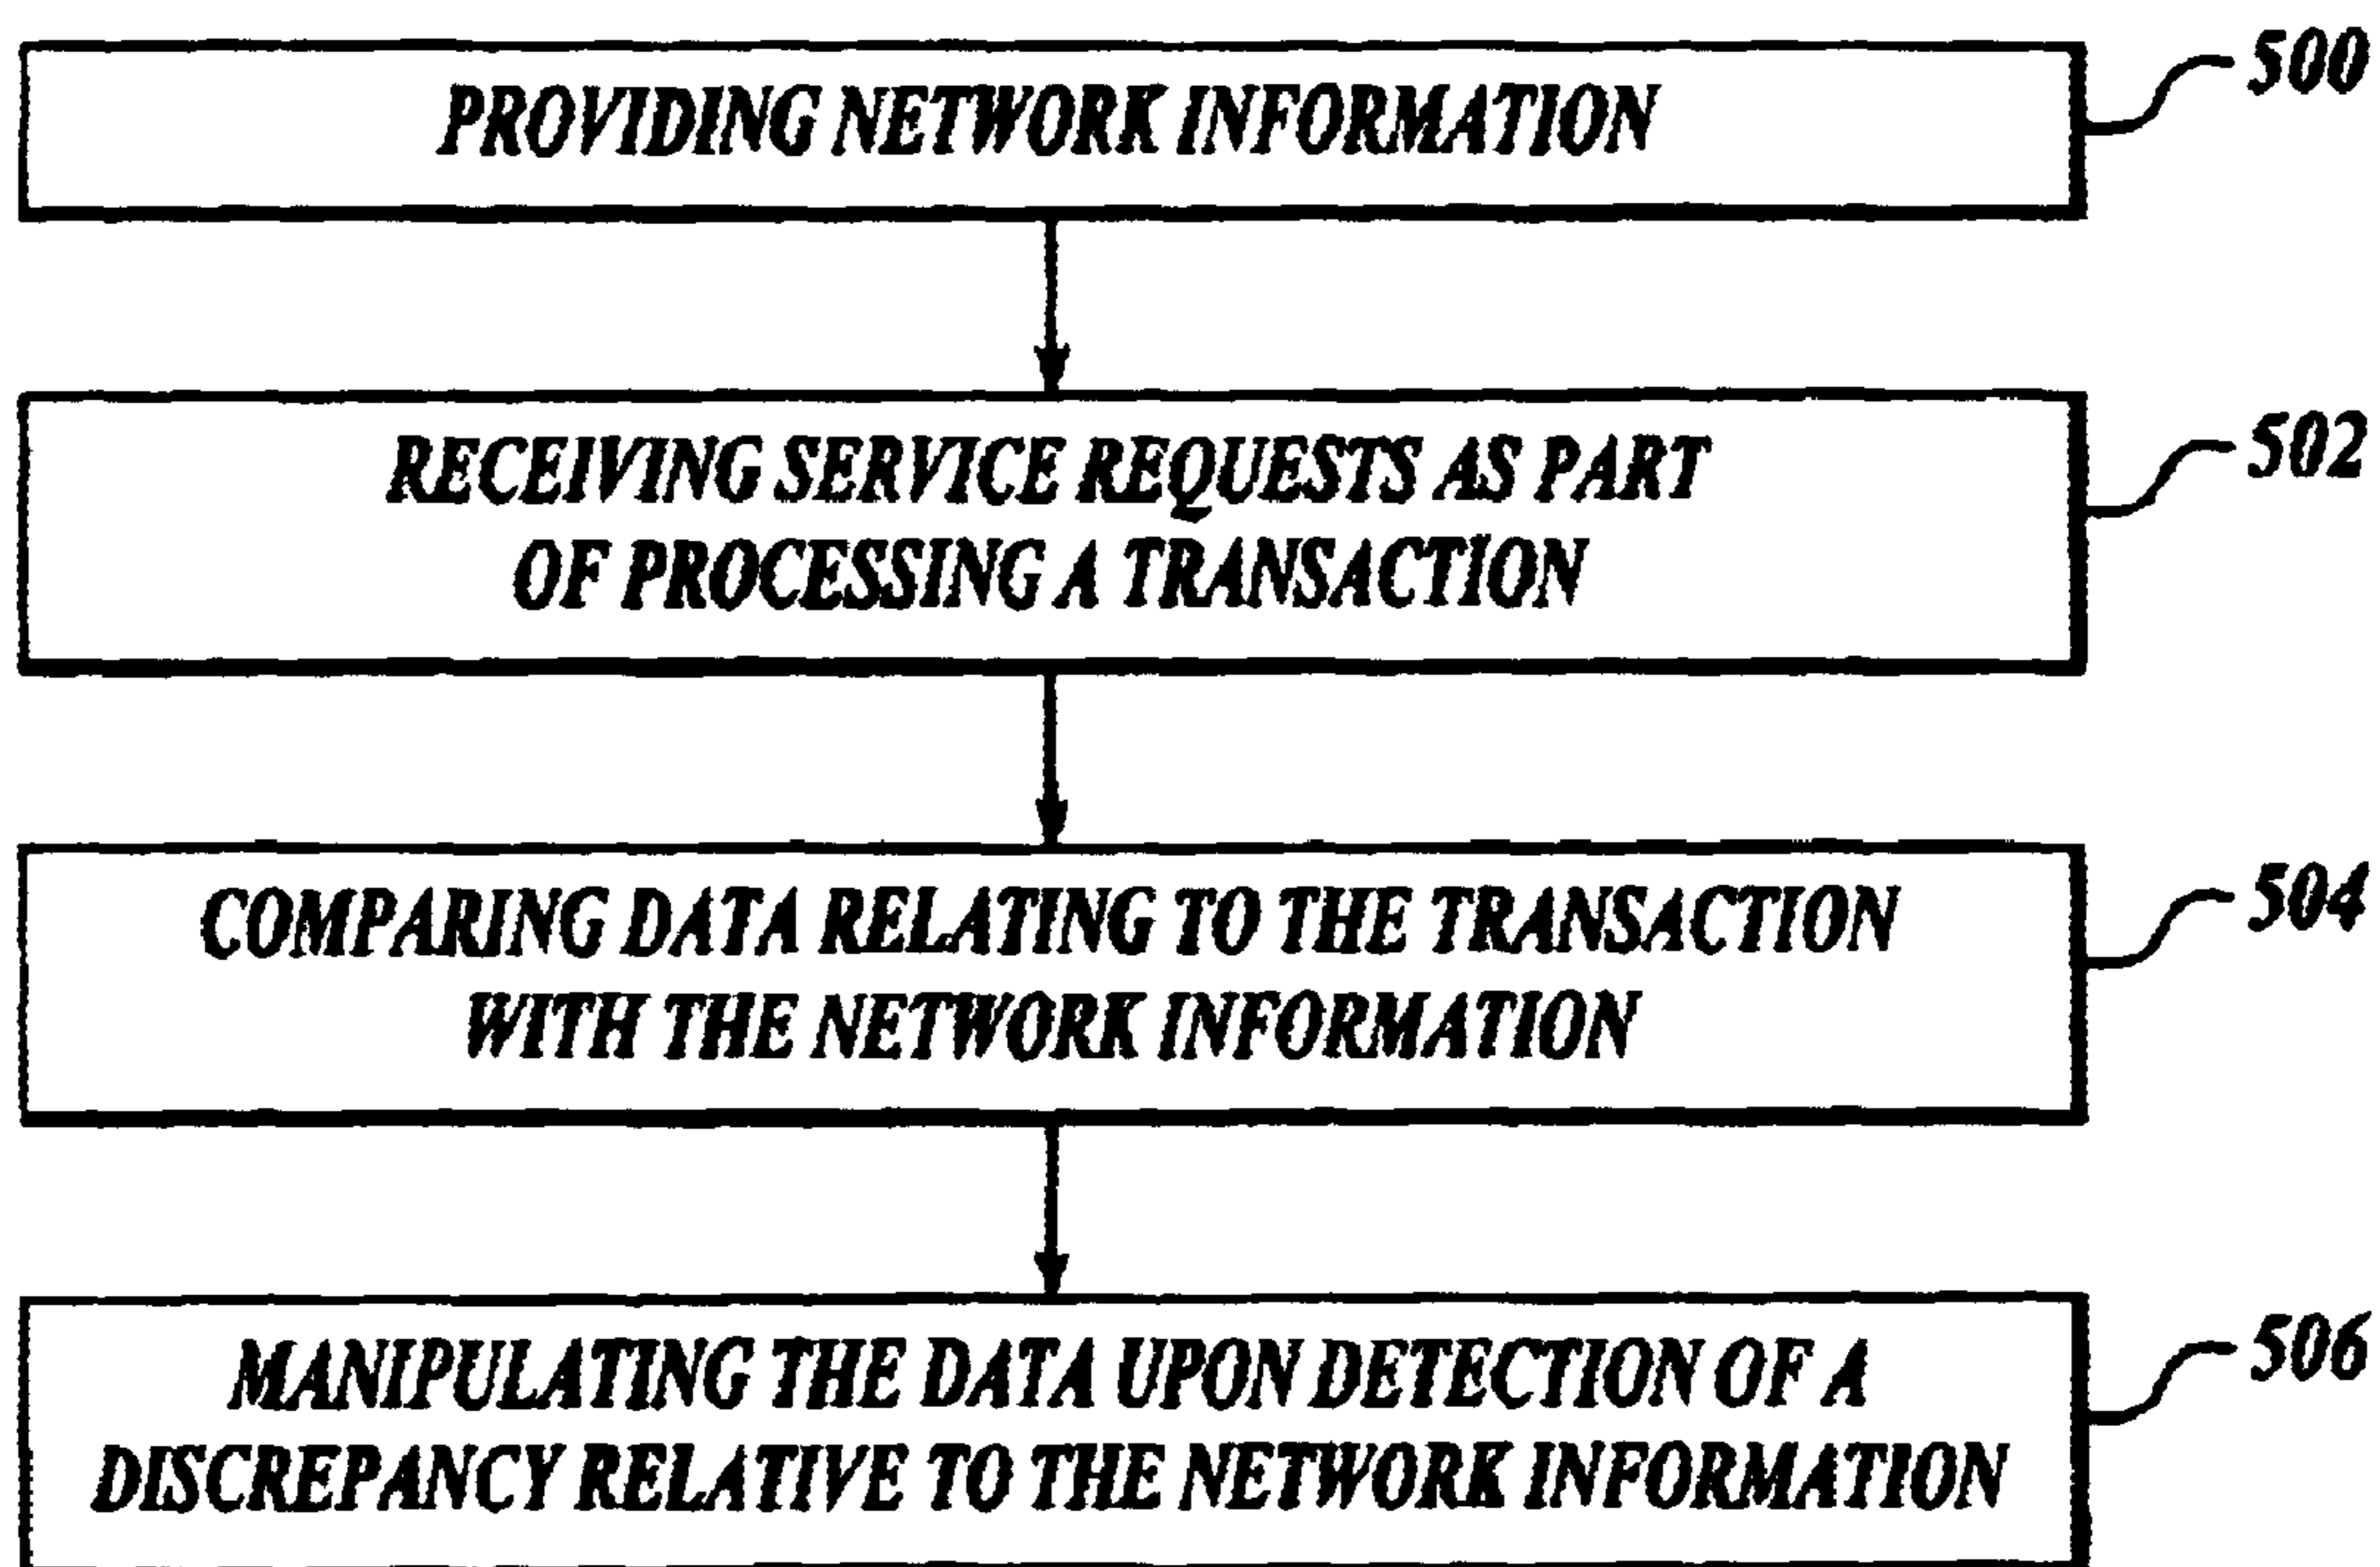 PROVIDING NETWORK INFORMATION
500
RECEIVING SERVICE REQUESTS AS PART
OF PROCESSING A TRANSACTION
502
COMPARING DATA RELATING TO THE TRANSACTION
WITH THE NETWORK INFORMATION
504
MANIPULATING THE DATA UPON DETECTION OF A
DISCREPANCY RELATIVE TO THE NETWORK INFORMATION
506